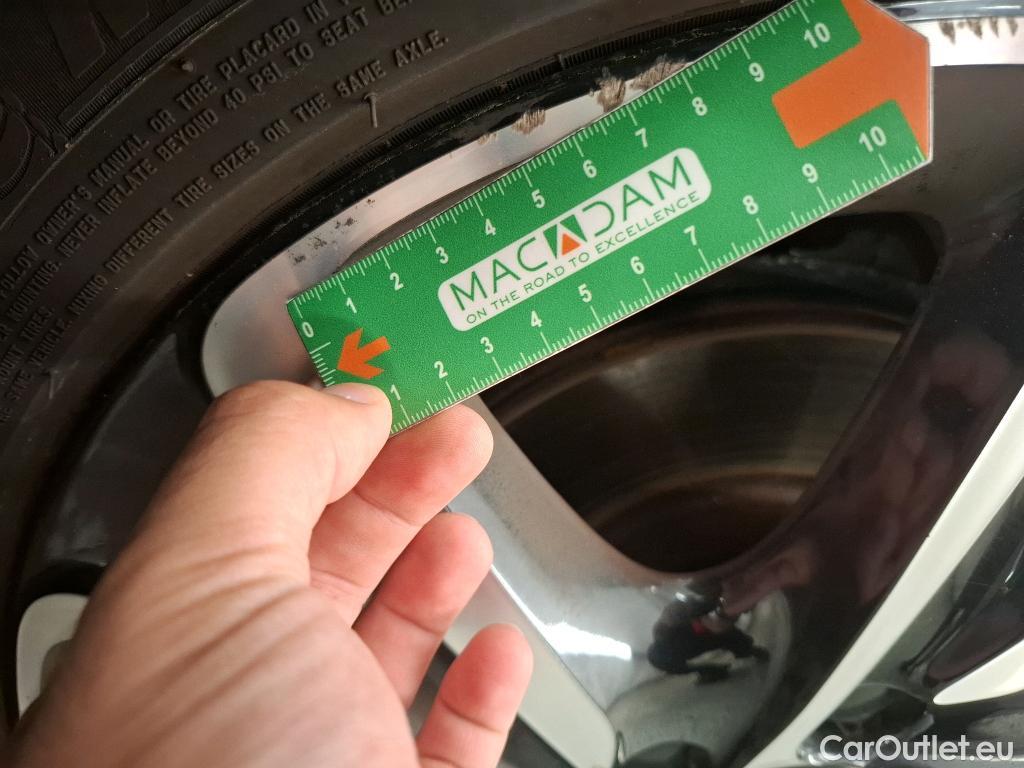 FOLLOW OWNER'S MANUAL OR TIRE PLACARD IN
NEVER INFLATE BEYOND 40 PSI TO SEAT
MIXING DIFFERENT TIRE SIZES ON THE SAME AXLE.
0 1 2 3 4 5 6 7 8 9 10
MACADAM
ON THE ROAD TO EXCELLENCE
1 2 3 4 5 6 7 8 9 10
CarOutlet.eu